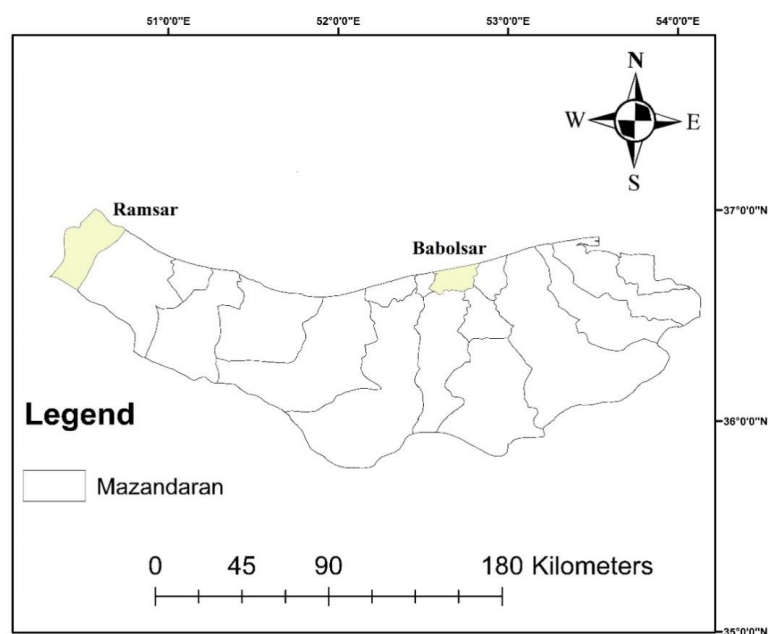 51°0'0"E 52°0'0"E 53°0'0"E 54°0'0"E
N
W E
S
37°0'0"N
Ramsar
Babolsar
36°0'0"N
Legend
Mazandaran
0 45 90 180 Kilometers
35°0'0"N